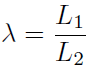 λ = L₁ / L₂